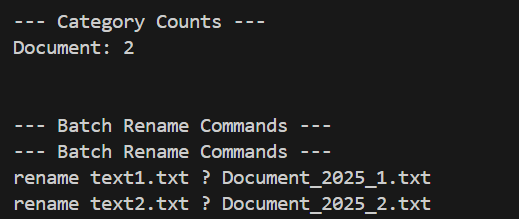 --- Category Counts ---
Document: 2
--- Batch Rename Commands ---
--- Batch Rename Commands ---
rename text1.txt ? Document_2025_1.txt
rename text2.txt ? Document_2025_2.txt